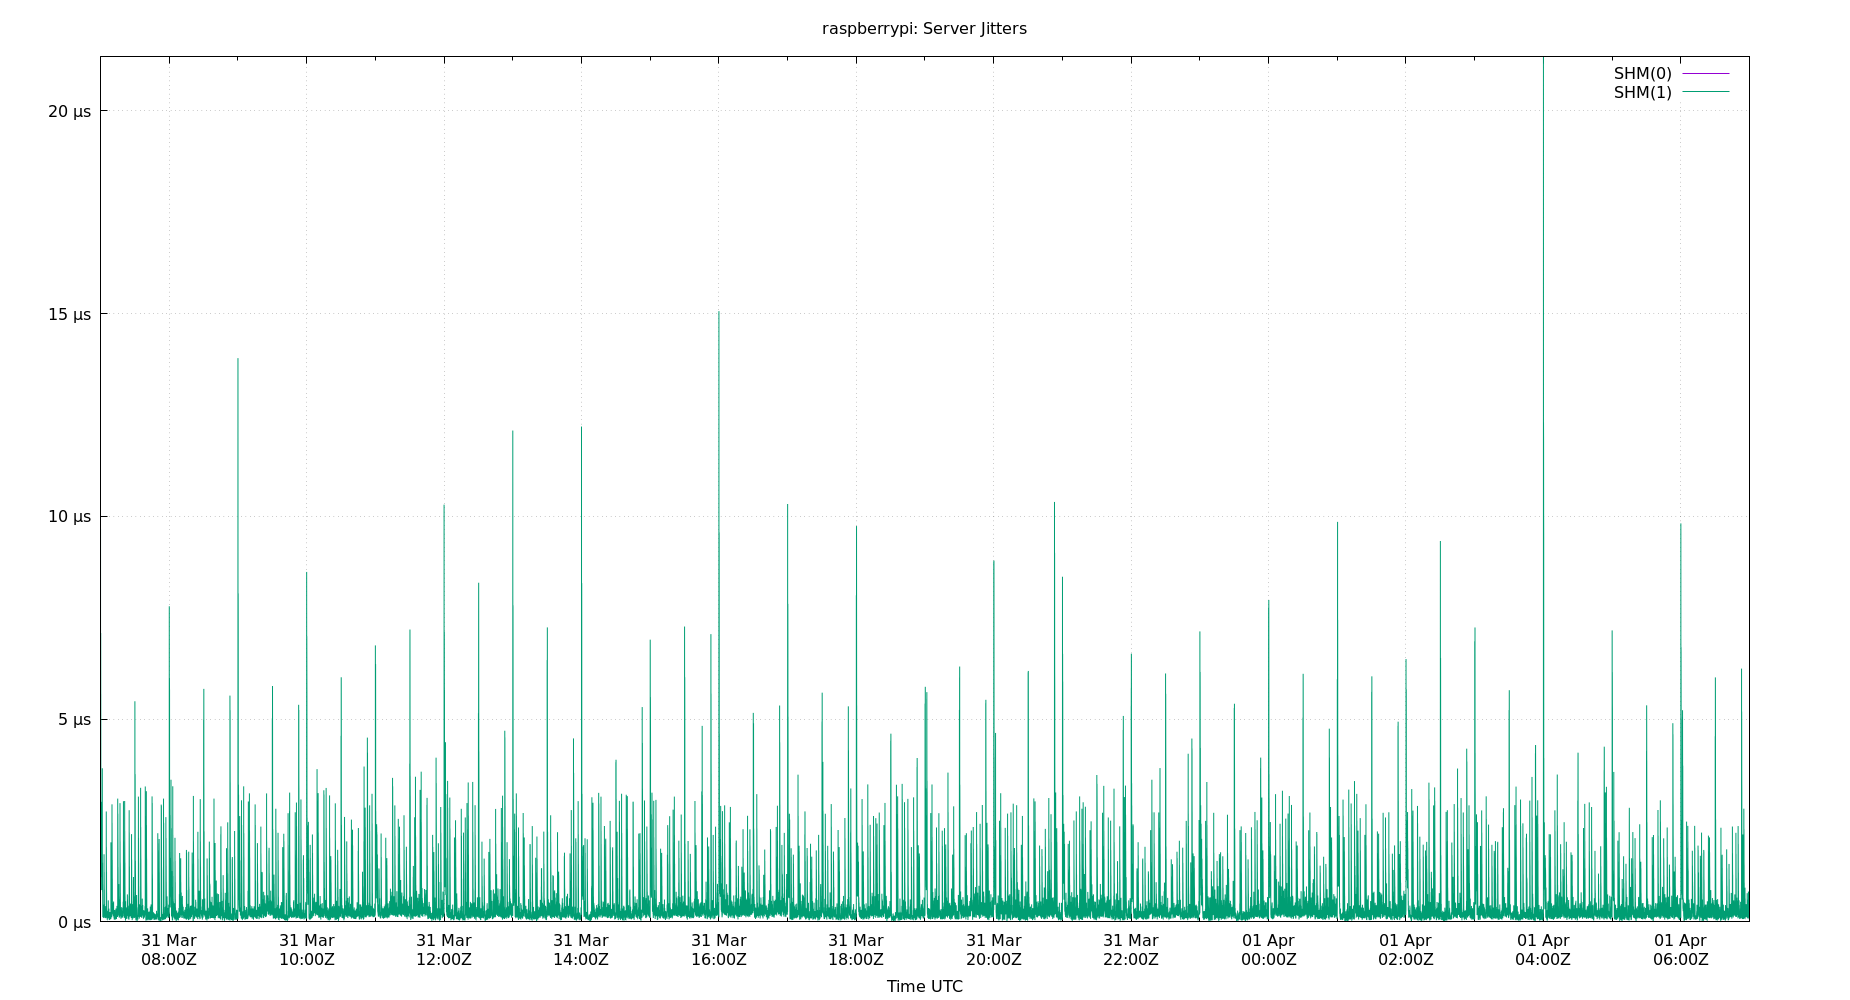 raspberrypi: Server Jitters
SHM(0)
SHM(1)
20 µs
15 µs
10 µs
5 µs
0 µs
31 Mar 31 Mar 31 Mar 31 Mar 31 Mar 31 Mar 31 Mar 31 Mar 01 Apr 01 Apr 01 Apr 01 Apr
08:00Z 10:00Z 12:00Z 14:00Z 16:00Z 18:00Z 20:00Z 22:00Z 00:00Z 02:00Z 04:00Z 06:00Z
Time UTC